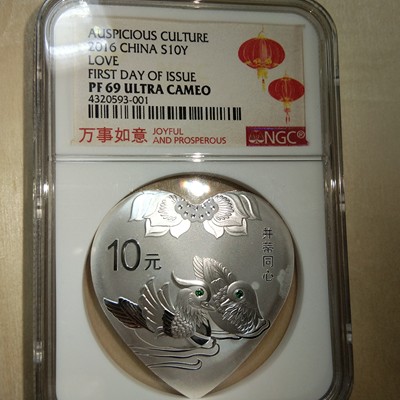 AUSPICIOUS CULTURE
2016 CHINA S10Y
LOVE
FIRST DAY OF ISSUE
PF 69 ULTRA CAMEO
4320593-001
万事如意 JOYFUL
AND PROSPEROUS
NGC®
10元
并蒂同心